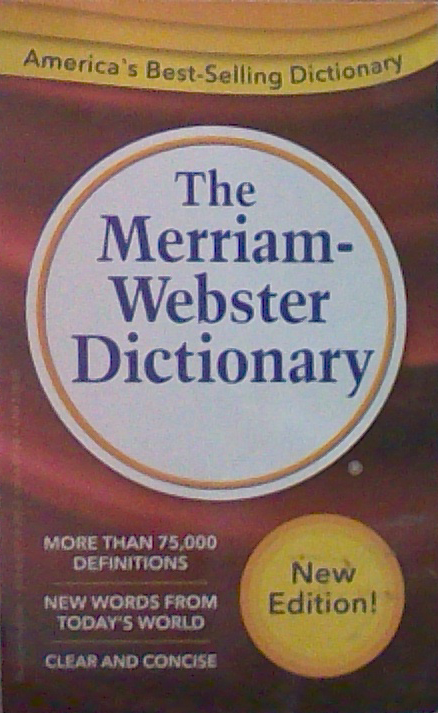 America's Best-Selling Dictionary
The
Merriam-
Webster
Dictionary
®
MORE THAN 75,000
DEFINITIONS
NEW WORDS FROM
TODAY'S WORLD
CLEAR AND CONCISE
New
Edition!